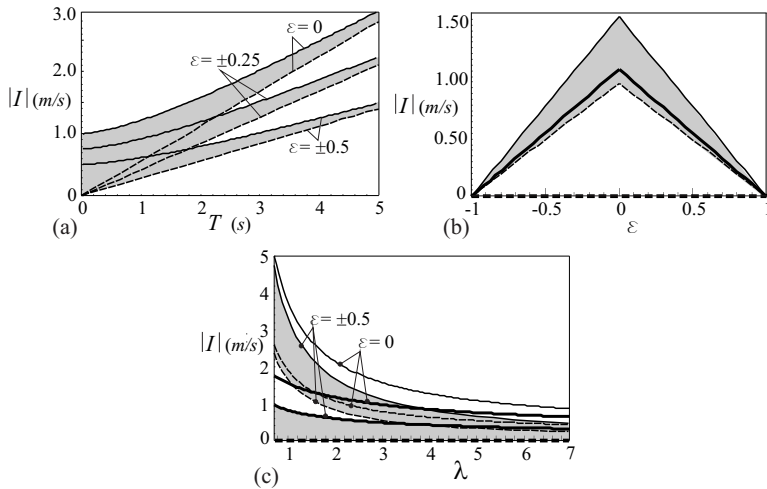 3.0
2.0
1.0
0
|I| (m/s)
ε = 0
ε = ±0.25
ε = ±0.5
0 1 2 3 4 5
T (s)
(a)
1.50
1.00
0.50
0
|I| (m/s)
-1 -0.5 0 0.5 1
ε
(b)
5
4
3
2
1
0
|I| (m/s)
ε = ±0.5
ε = 0
1 2 3 4 5 6 7
λ
(c)